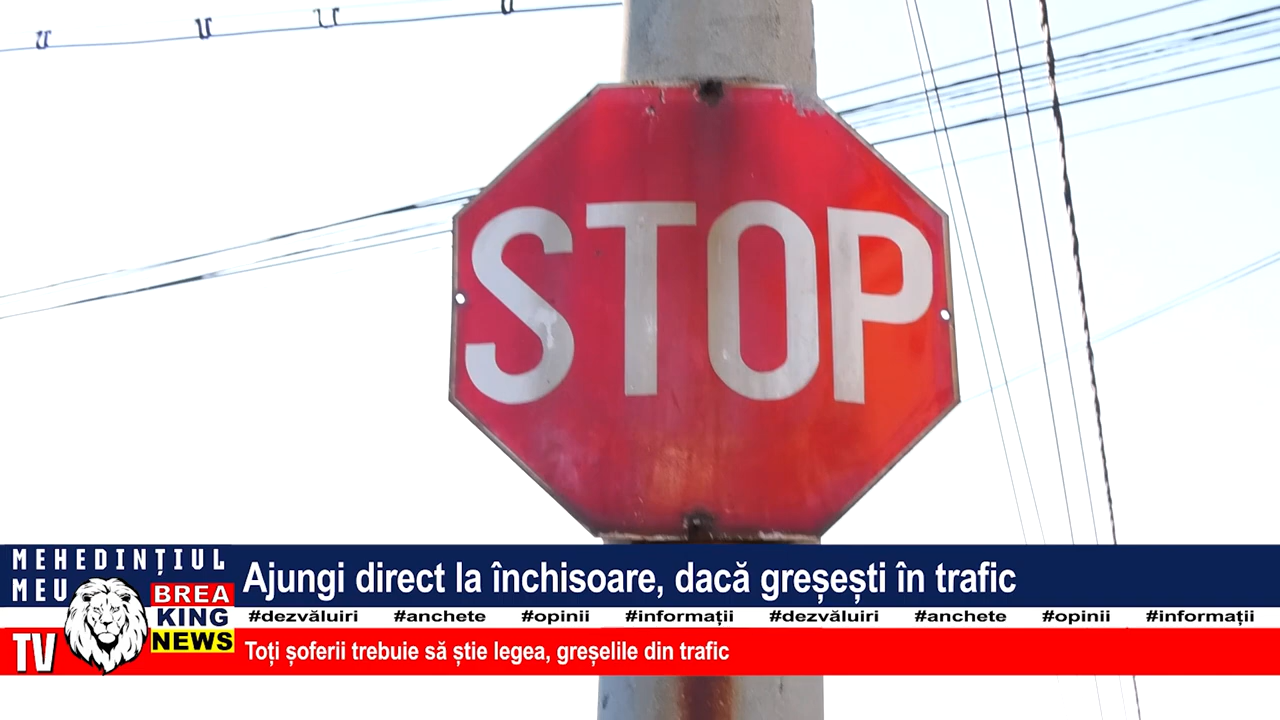 STOP
MEHEDINȚIUL
MEU
BREA
KING
NEWS
TV
Ajungi direct la închisoare, dacă greșești în trafic
#dezvăluiri #anchete #opinii #informații #dezvăluiri #anchete #opinii #informații
Toți șoferii trebuie să știe legea, greșelile din trafic